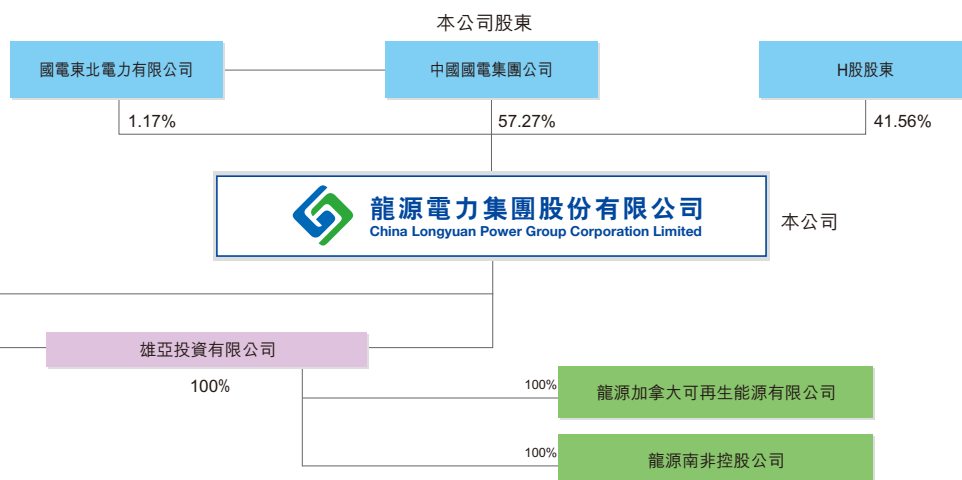 本公司股東
國電東北電力有限公司
中國國電集團公司
H股股東
1.17%
57.27%
41.56%
龍源電力集團股份有限公司
China Longyuan Power Group Corporation Limited
本公司
雄亞投資有限公司
100%
100%
龍源加拿大可再生能源有限公司
100%
龍源南非控股公司